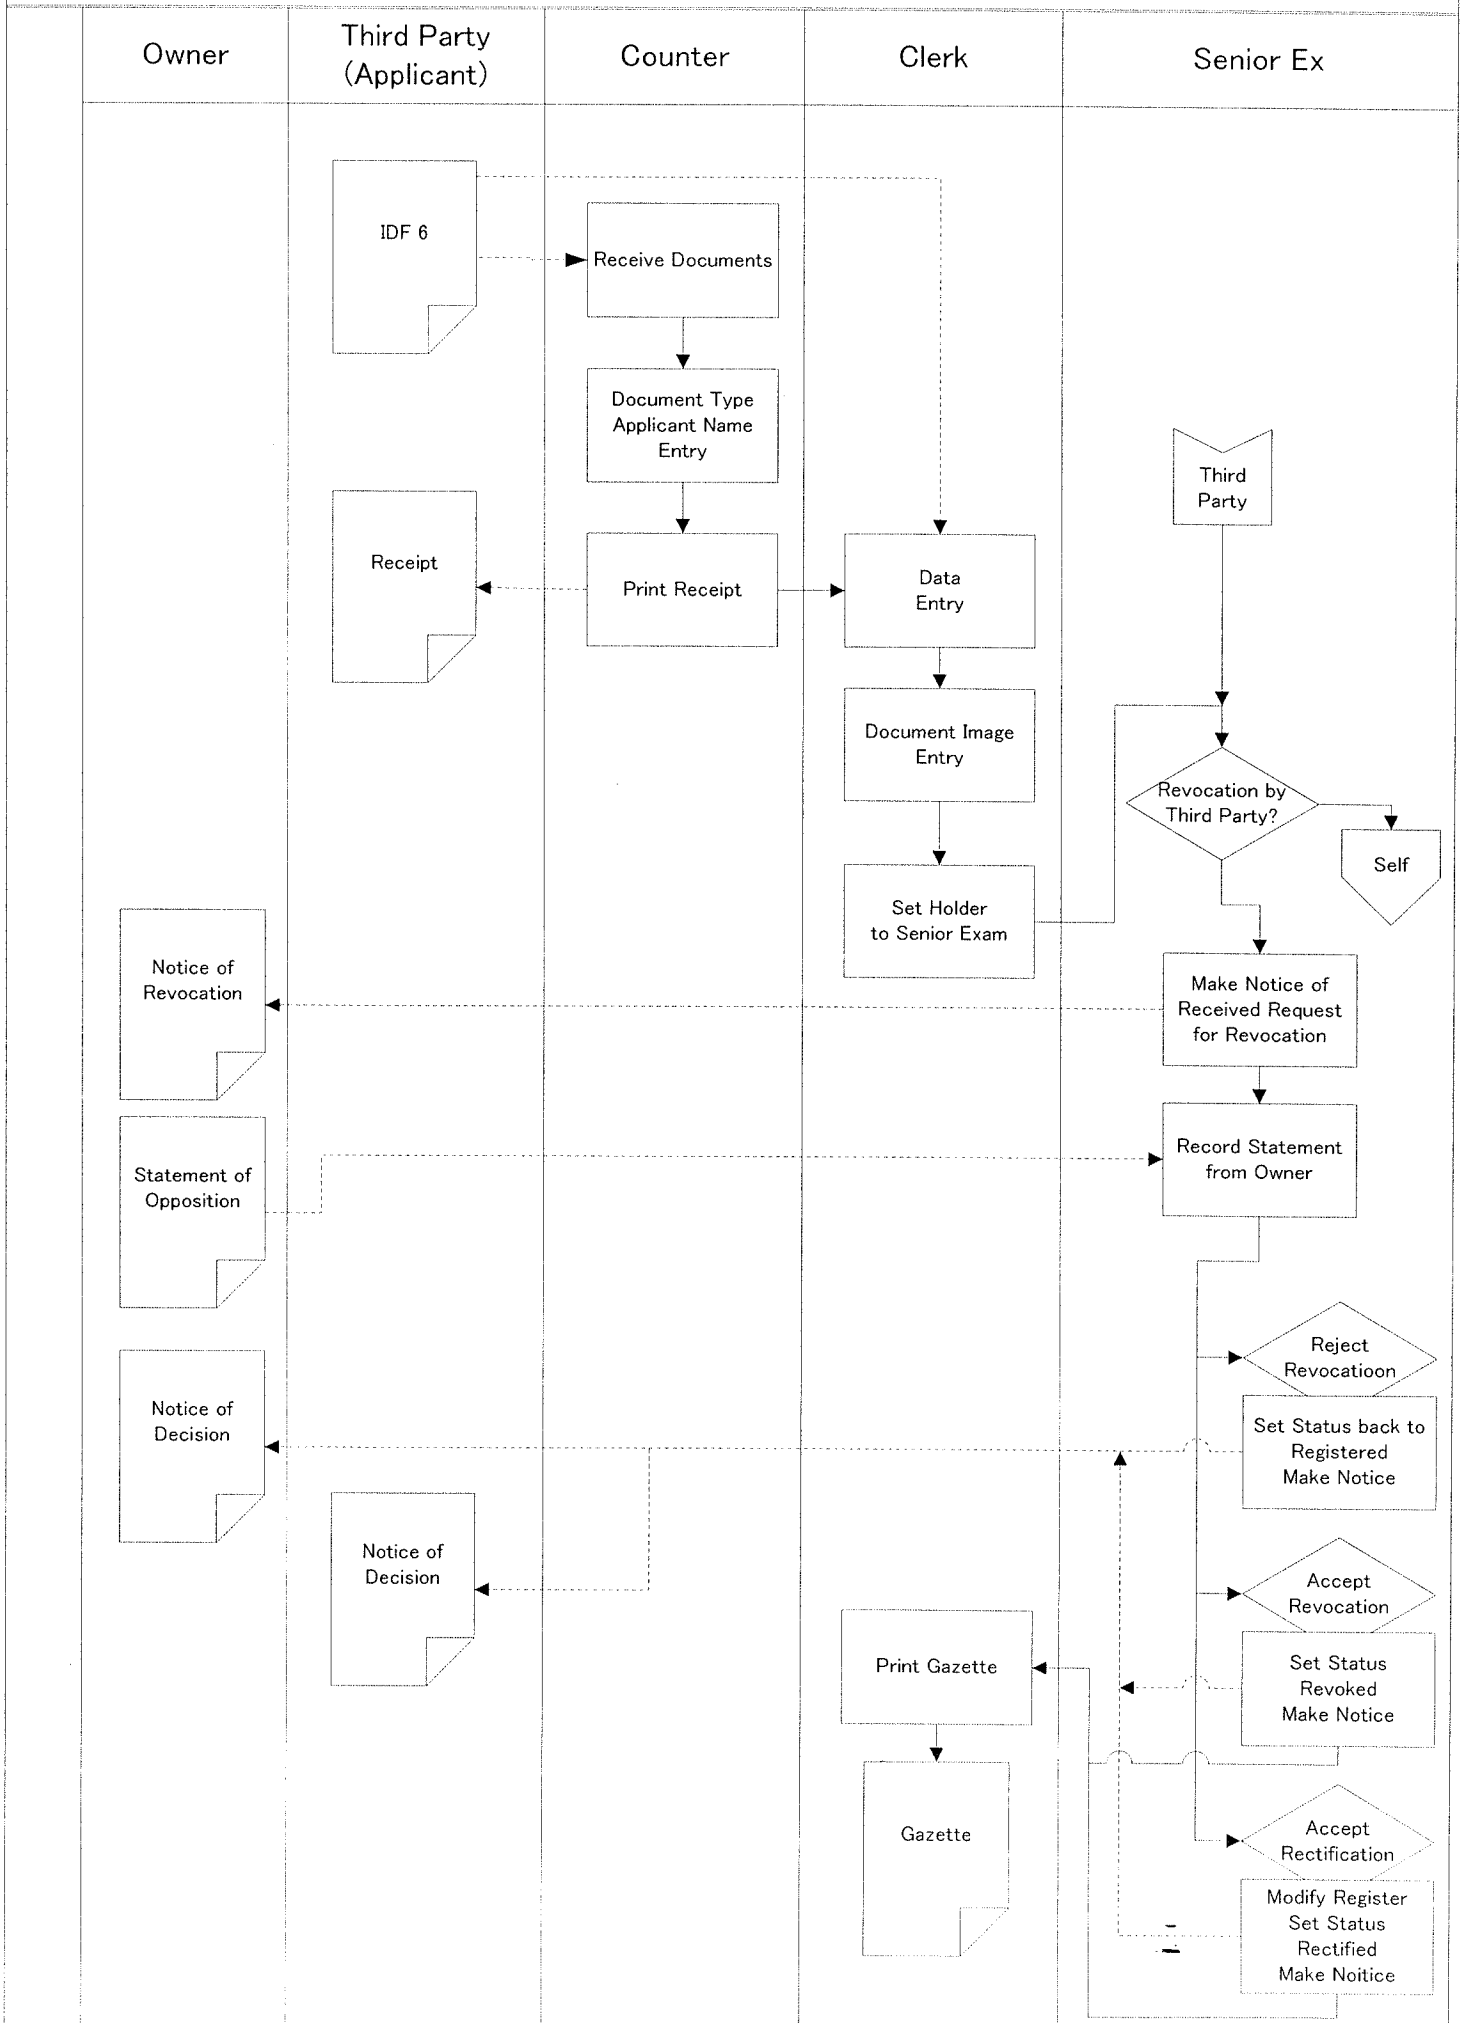 Owner
Third Party
(Applicant)
Counter
Clerk
Senior Ex
IDF 6
Receive Documents
Document Type
Applicant Name
Entry
Third
Party
Receipt
Print Receipt
Data
Entry
Document Image
Entry
Revocation by
Third Party?
Self
Set Holder
to Senior Exam
Notice of
Revocation
Make Notice of
Received Request
for Revocation
Statement of
Opposition
Record Statement
from Owner
Reject
Revocatioon
Notice of
Decision
Set Status back to
Registered
Make Notice
Notice of
Decision
Accept
Revocation
Print Gazette
Set Status
Revoked
Make Notice
Gazette
Accept
Rectification
Modify Register
Set Status
Rectified
Make Noitice